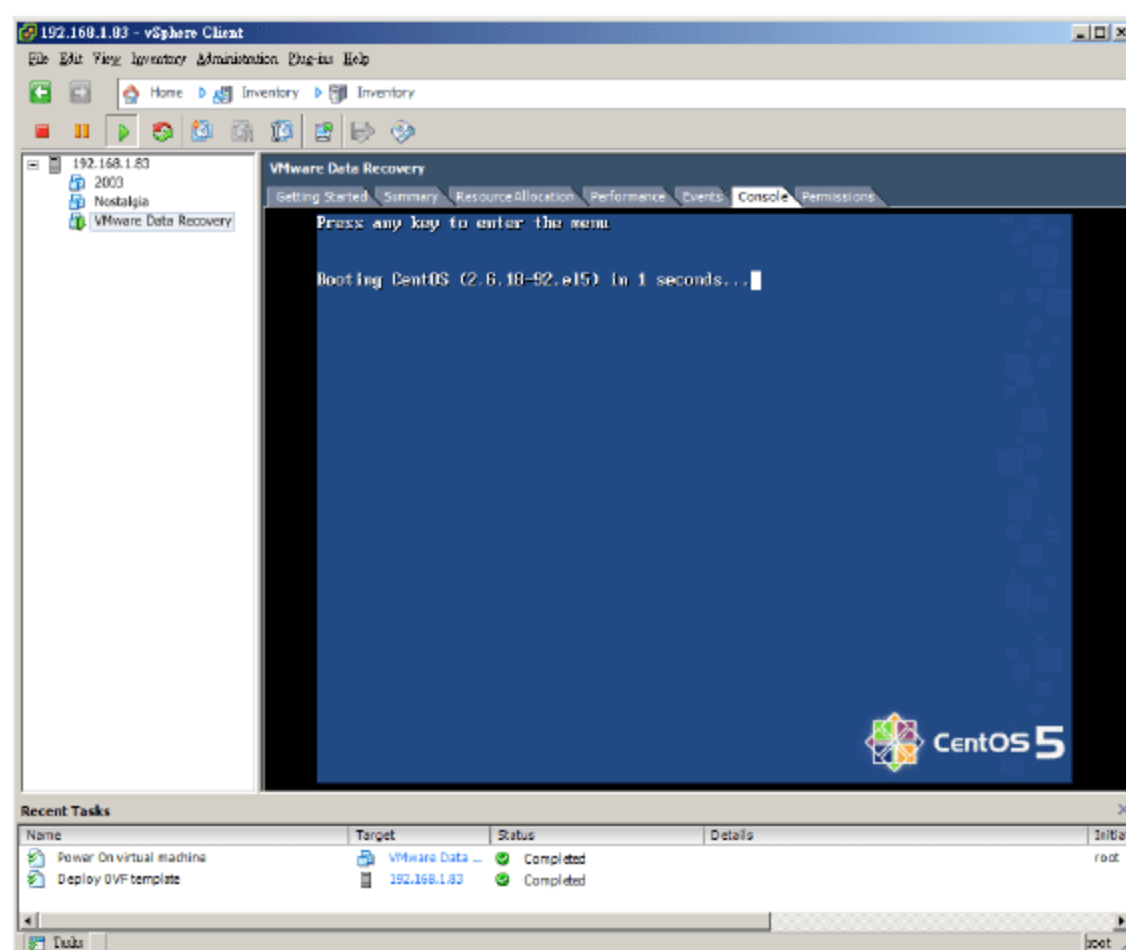 192.168.1.83 - vSphere Client
File Edit View Inventory Administration Plug-ins Help
Home Inventory Inventory
192.168.1.83
2003
Nostalgia
VMware Data Recovery
VMware Data Recovery
Getting Started Summary Resource Allocation Performance Events Console Permissions
Press any key to enter the menu
Booting CentOS (2.6.18-92.el5) in 1 seconds...
CentOS 5
Recent Tasks
Name Target Status Details Initia
Power On virtual machine VMware Data ... Completed root
Deploy OVF template 192.168.1.83 Completed
Tasks root